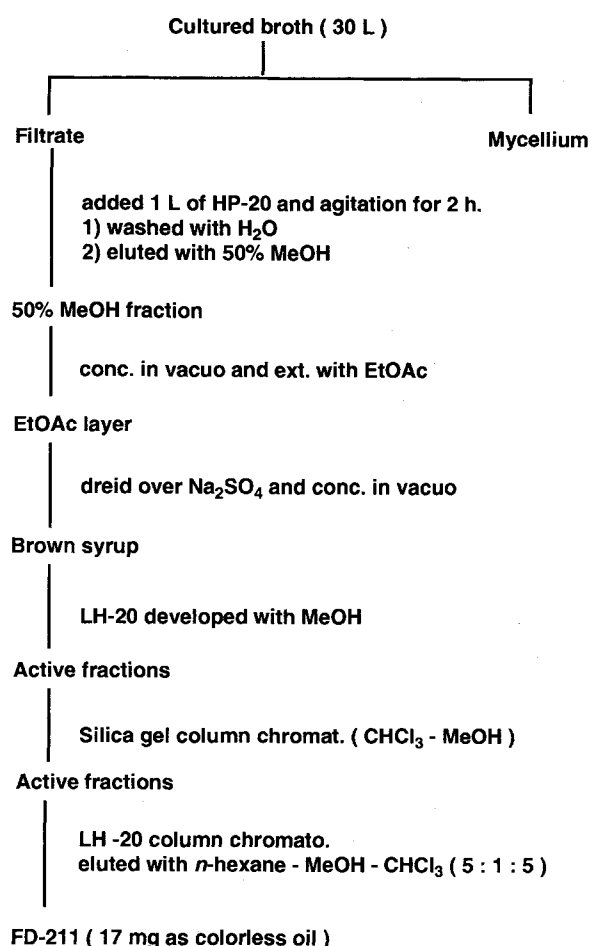 Cultured broth ( 30 L )
Filtrate
Mycellium
added 1 L of HP-20 and agitation for 2 h.
1) washed with H₂O
2) eluted with 50% MeOH
50% MeOH fraction
conc. in vacuo and ext. with EtOAc
EtOAc layer
dreid over Na₂SO₄ and conc. in vacuo
Brown syrup
LH-20 developed with MeOH
Active fractions
Silica gel column chromat. ( CHCl₃ - MeOH )
Active fractions
LH -20 column chromato.
eluted with n-hexane - MeOH - CHCl₃ ( 5 : 1 : 5 )
FD-211 ( 17 mg as colorless oil )